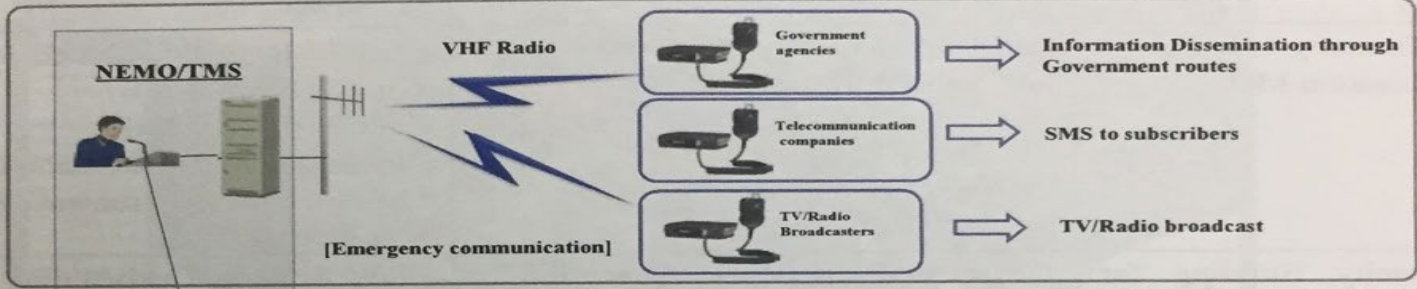 NEMO/TMS
VHF Radio
[Emergency communication]
Government
agencies
Information Dissemination through
Government routes
Telecommunication
companies
SMS to subscribers
TV/Radio
Broadcasters
TV/Radio broadcast